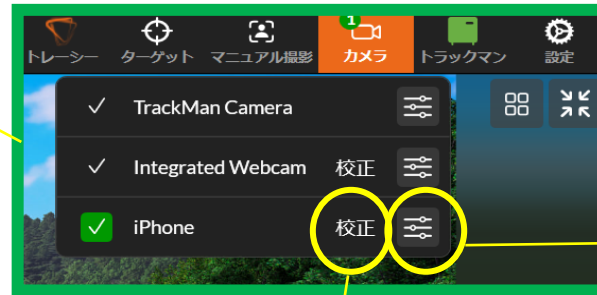 1
トレーシー ターゲット マニュアル撮影 カメラ トラックマン 設定
TrackMan Camera
Integrated Webcam 校正
iPhone 校正